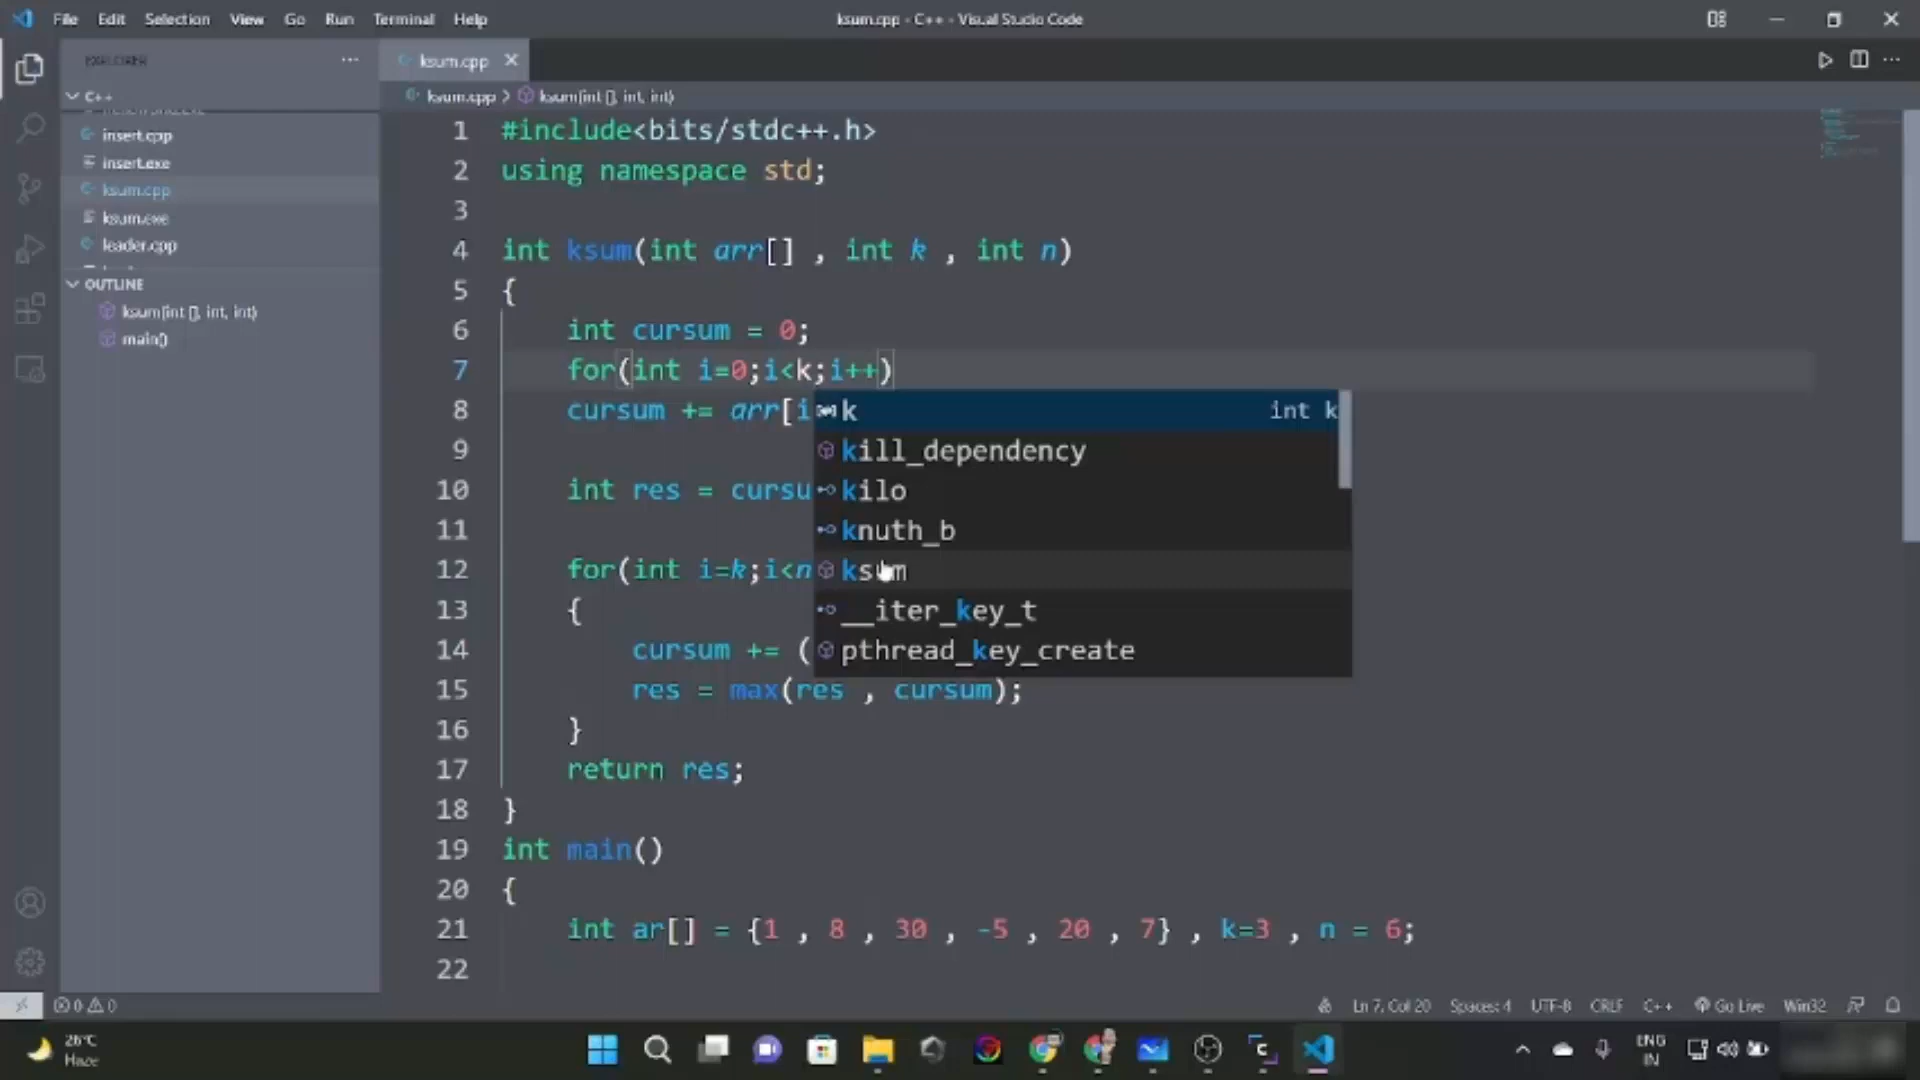 File Edit Selection View Go Run Terminal Help
ksum.cpp - C++ - Visual Studio Code
EXPLORER
ksum.cpp
C++
ksum.cpp > ksum(int [], int, int)
insert.cpp
insert.exe
ksum.cpp
ksum.exe
leader.cpp
OUTLINE
ksum(int [], int, int)
main()
1 #include<bits/stdc++.h>
2 using namespace std;
3
4 int ksum(int arr[] , int k , int n)
5 {
6 int cursum = 0;
7 for(int i=0;i<k;i++)
8 cursum += arr[i
k int k
9
kill_dependency
10 int res = cursu
kilo
11
knuth_b
12 for(int i=k;i<n
ksum
13 {
__iter_key_t
14 cursum += (
pthread_key_create
15 res = max(res , cursum);
16 }
17 return res;
18 }
19 int main()
20 {
21 int ar[] = {1 , 8 , 30 , -5 , 20 , 7} , k=3 , n = 6;
22
0 0
Ln 7, Col 20 Spaces: 4 UTF-8 CRLF C++ Go Live Win32
26°C
Haze
ENG
IN